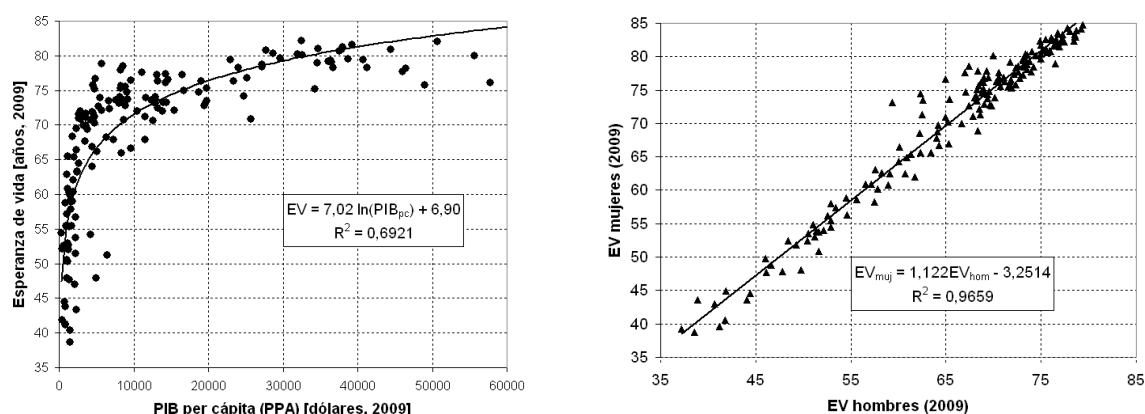 85
80
75
70
65
60
55
50
45
40
35
Esperanza de vida [años, 2009]
EV = 7,02 ln(PIBpc) + 6,90
R² = 0,6921
0 10000 20000 30000 40000 50000 60000
PIB per cápita (PPA) [dólares, 2009]
85
80
75
70
65
60
55
50
45
40
35
EV mujeres (2009)
EVmuj = 1,122EVhom - 3,2514
R² = 0,9659
35 45 55 65 75 85
EV hombres (2009)